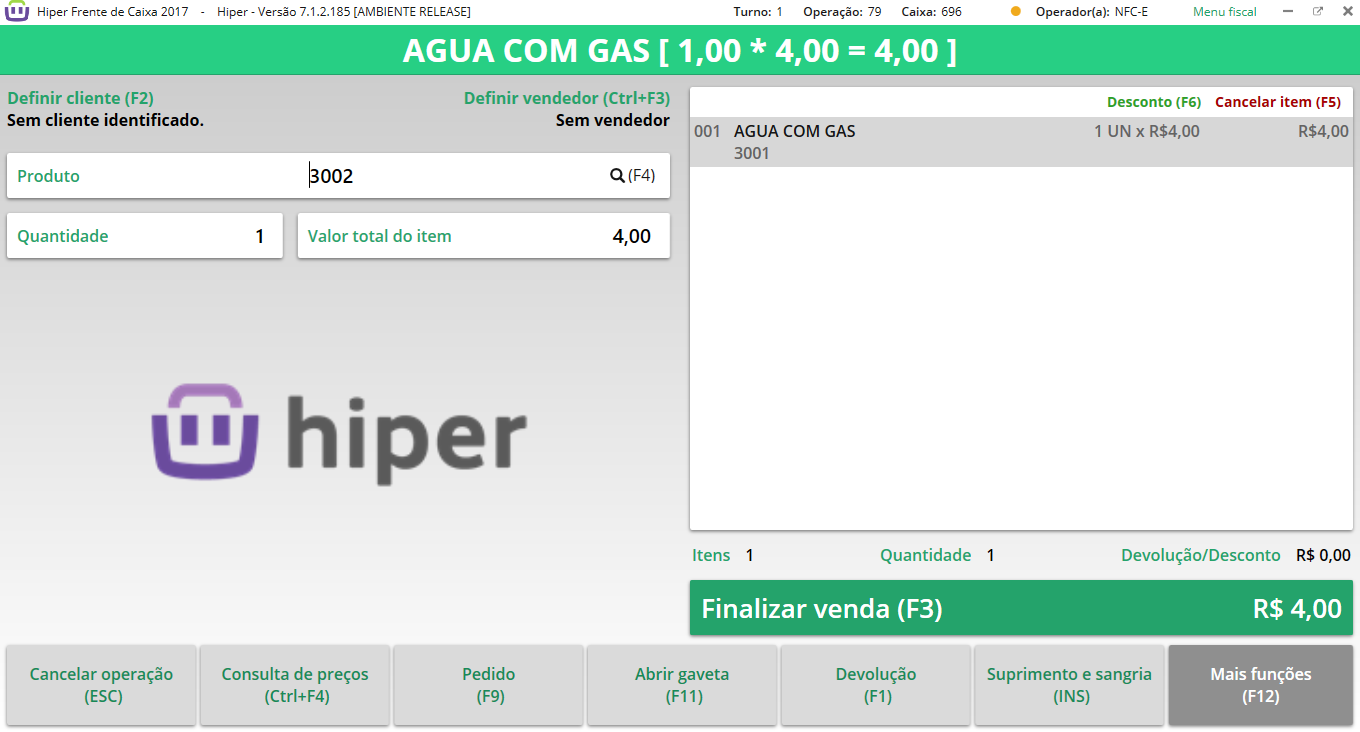 Hiper Frente de Caixa 2017 - Hiper - Versão 7.1.2.185 [AMBIENTE RELEASE] Turno: 1 Operação: 79 Caixa: 696 Operador(a): NFC-E Menu fiscal
AGUA COM GAS [ 1,00 * 4,00 = 4,00 ]
Definir cliente (F2) Definir vendedor (Ctrl+F3)
Sem cliente identificado. Sem vendedor
Produto 3002 (F4)
Quantidade 1 Valor total do item 4,00
hiper
Desconto (F6) Cancelar item (F5)
001 AGUA COM GAS 1 UN x R$4,00 R$4,00
3001
Itens 1 Quantidade 1 Devolução/Desconto R$ 0,00
Finalizar venda (F3) R$ 4,00
Cancelar operação
(ESC)
Consulta de preços
(Ctrl+F4)
Pedido
(F9)
Abrir gaveta
(F11)
Devolução
(F1)
Suprimento e sangria
(INS)
Mais funções
(F12)